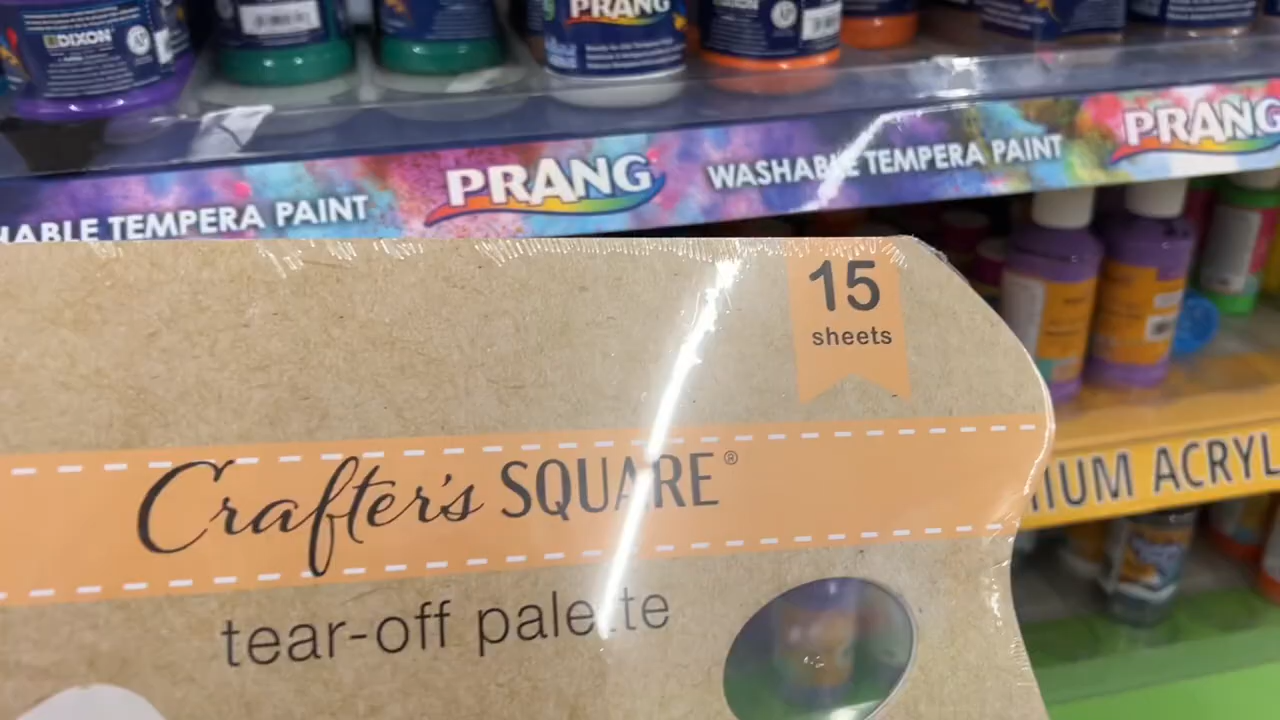 DIXON
PRANG
ABLE TEMPERA PAINT
PRANG
WASHABLE TEMPERA PAINT
PRANG
15
sheets
Crafter's SQUARE®
tear-off palette
IUM ACRYL